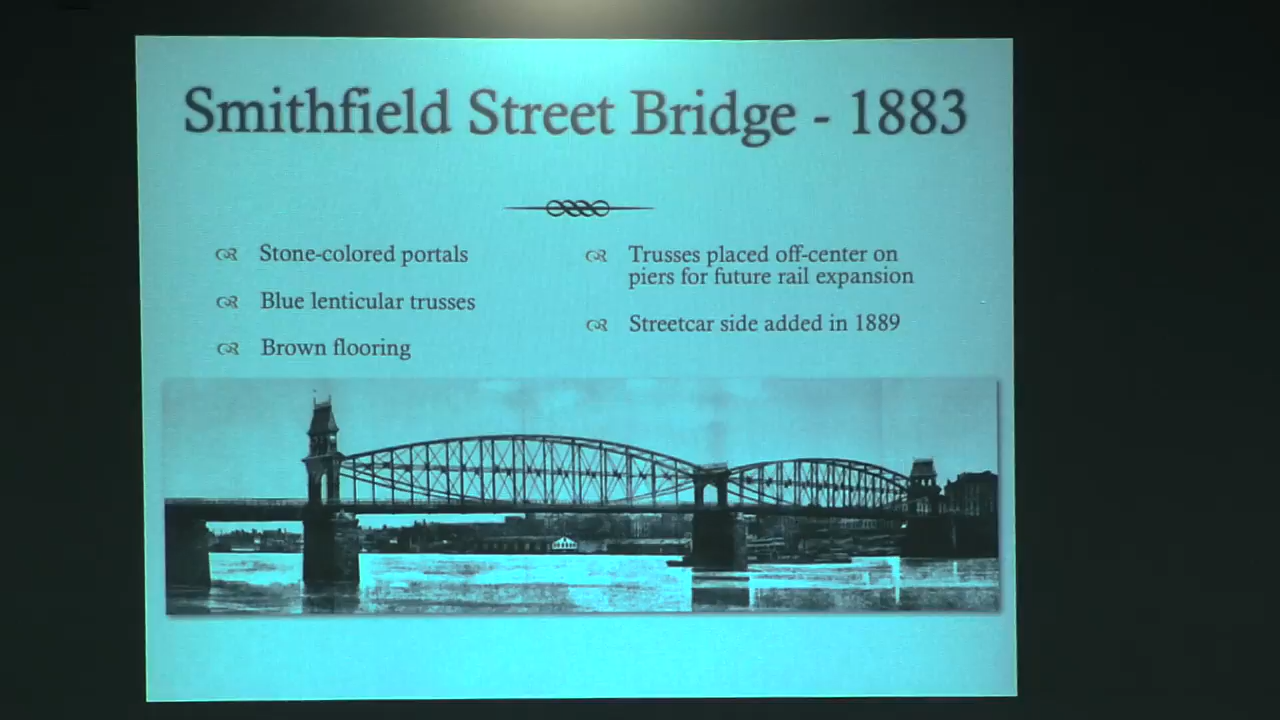 Smithfield Street Bridge - 1883
Stone-colored portals
Blue lenticular trusses
Brown flooring
Trusses placed off-center on
piers for future rail expansion
Streetcar side added in 1889